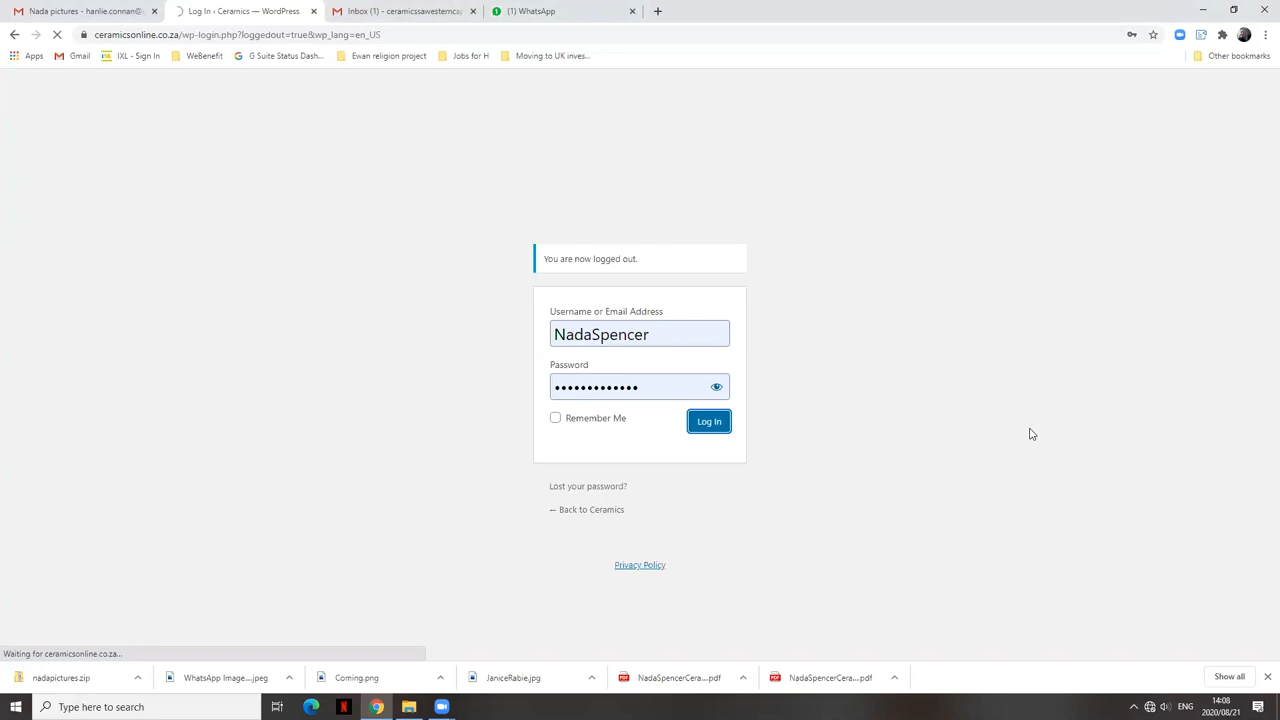 Nada pictures - hanlie.connan@
Log In ‹ Ceramics — WordPress
Inbox (1) - ceramicssawesternca
(1) WhatsApp
ceramicsonline.co.za/wp-login.php?loggedout=true&wp_lang=en_US
Apps
Gmail
IXL - Sign In
WeBenefit
G Suite Status Dash...
Ewan religion project
Jobs for H
Moving to UK inves...
Other bookmarks
You are now logged out.
Username or Email Address
NadaSpencer
Password
•••••••••••••
Remember Me
Log In
Lost your password?
← Back to Ceramics
Privacy Policy
Waiting for ceramicsonline.co.za...
nadapictures.zip
WhatsApp Image....jpeg
Coming.png
JaniceRabie.jpg
NadaSpencerCera....pdf
NadaSpencerCera....pdf
Show all
Type here to search
ENG
14:08
2020/08/21